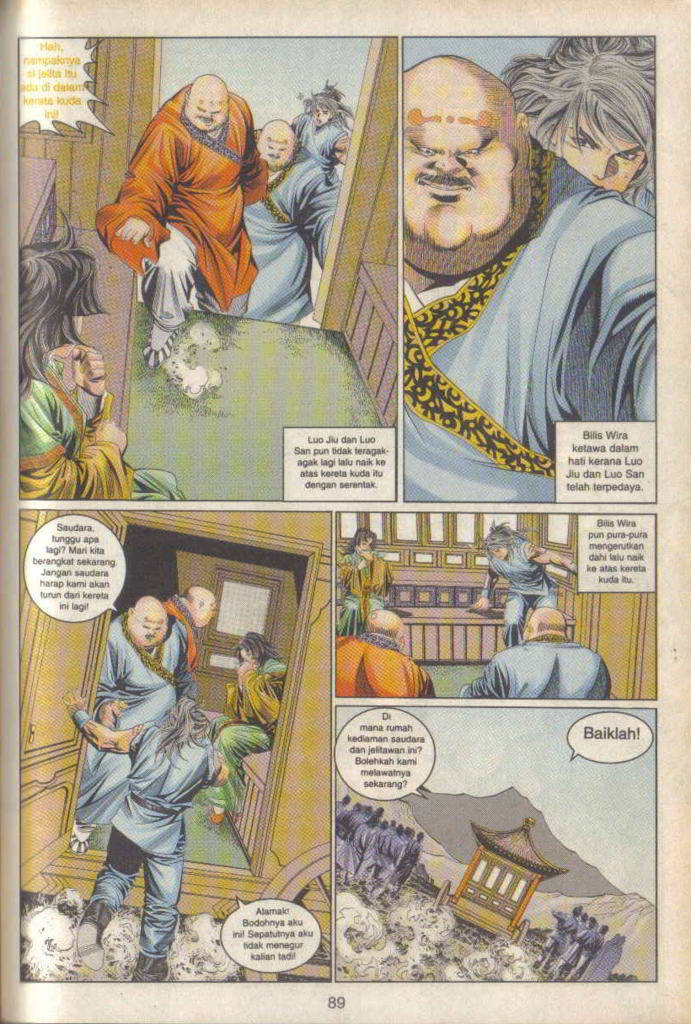 Hah,
nampaknya
si jelita itu
ada di dalam
kereta kuda
ini!
Luo Jiu dan Luo
San pun tidak teragak-
agak lagi lalu naik ke
atas kereta kuda itu
dengan serentak.
Bilis Wira
ketawa dalam
hati kerana Luo
Jiu dan Luo San
telah terpedaya.
Saudara,
tunggu apa
lagi? Mari kita
berangkat sekarang.
Jangan saudara
harap kami akan
turun dari kereta
ini lagi!
Alamak!
Bodohnya aku
ini! Sepatutnya aku
tidak menegur
kalian tadi!
Bilis Wira
pun pura-pura
mengerutkan
dahi lalu naik
ke atas kereta
kuda itu.
Di
mana rumah
kediaman saudara
dan jelitawan ini?
Bolehkah kami
melawatnya
sekarang?
Baiklah!
89